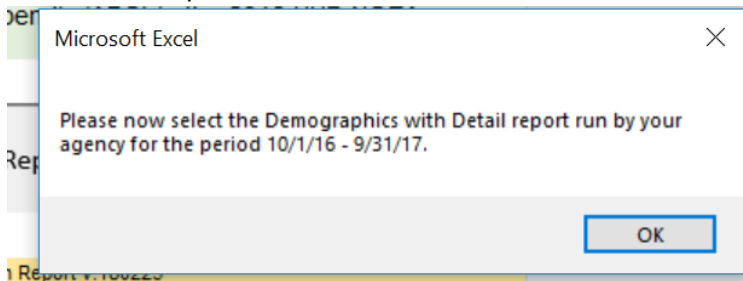 Microsoft Excel
Please now select the Demographics with Detail report run by your
agency for the period 10/1/16 - 9/31/17.
Rep
OK